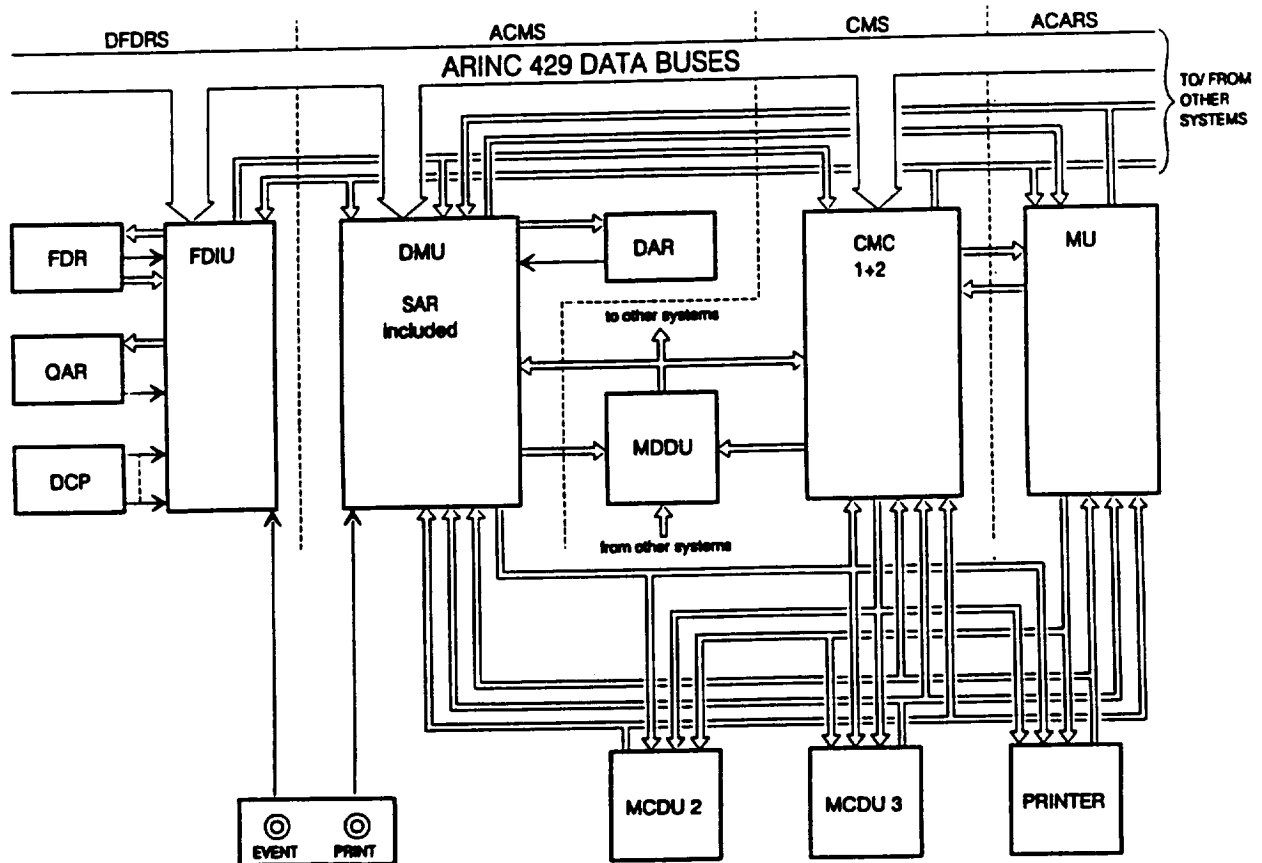 DFDRS
ACMS
CMS
ACARS
ARINC 429 DATA BUSES
TO/ FROM
OTHER
SYSTEMS
FDR
FDIU
DMU
SAR
included
DAR
CMC
1+2
MU
to other systems
QAR
MDDU
DCP
from other systems
MCDU 2
MCDU 3
PRINTER
EVENT
PRINT